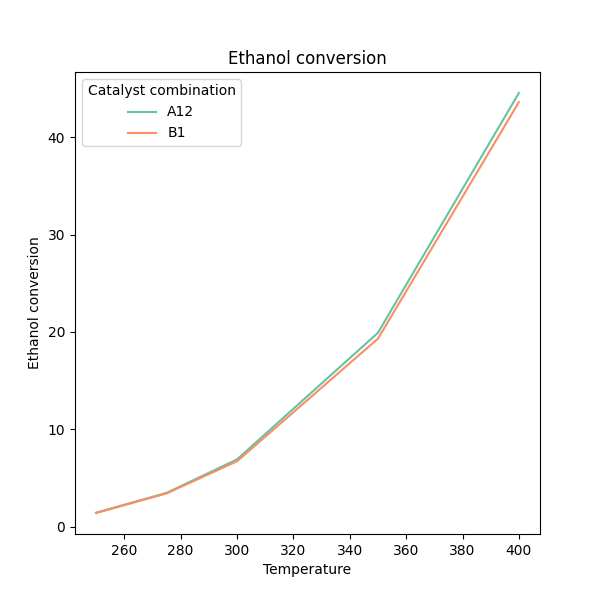 Ethanol conversion
Catalyst combination
A12
B1
Ethanol conversion
40
30
20
10
0
260 280 300 320 340 360 380 400
Temperature